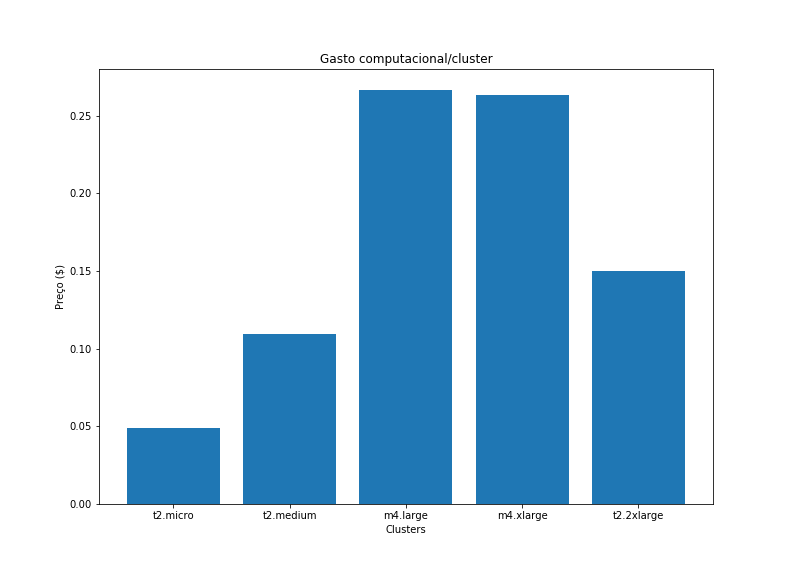 Gasto computacional/cluster
0.25
0.20
0.15
0.10
0.05
0.00
Preço ($)
t2.micro t2.medium m4.large m4.xlarge t2.2xlarge
Clusters